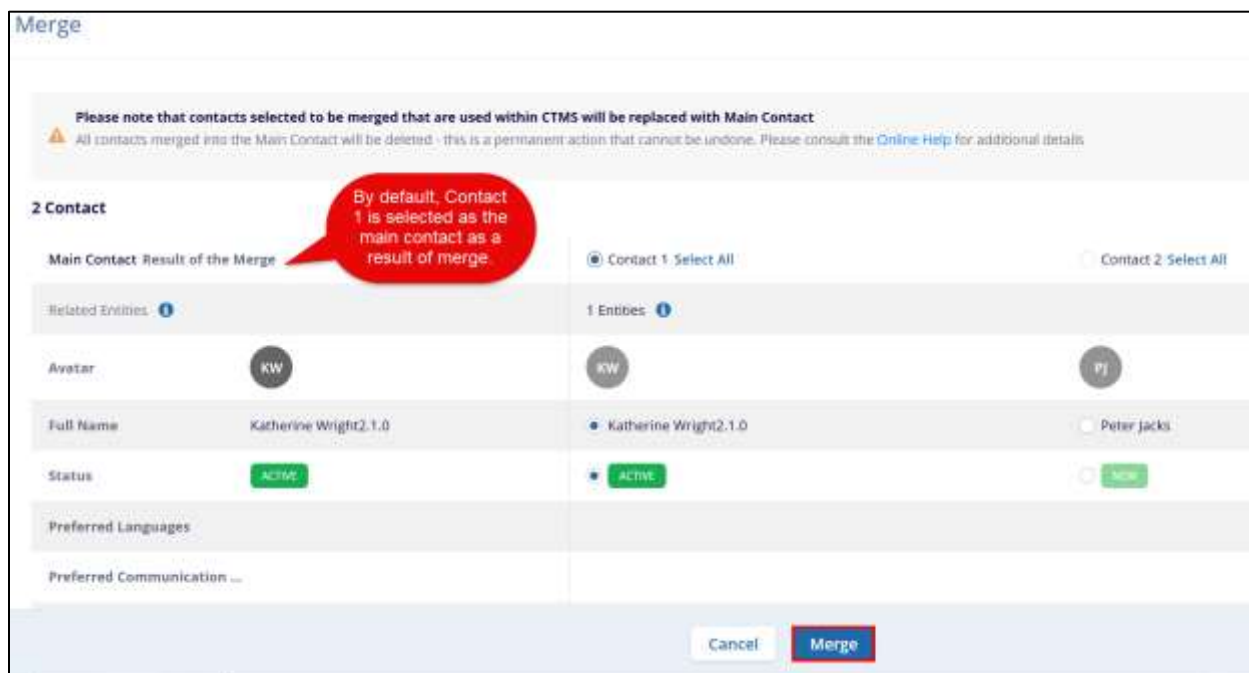 Merge
Please note that contacts selected to be merged that are used within CTMS will be replaced with Main Contact
All contacts merged into the Main Contact will be deleted - this is a permanent action that cannot be undone. Please consult the Online Help for additional details
2 Contact
By default, Contact
1 is selected as the
main contact as a
result of merge.
Main Contact Result of the Merge Contact 1 Select All Contact 2 Select All
Related Entities 1 Entities
Avatar KW KW PJ
Full Name Katherine Wright2.1.0 Katherine Wright2.1.0 Peter Jacks
Status ACTIVE ACTIVE NEW
Preferred Languages
Preferred Communication ...
Cancel Merge